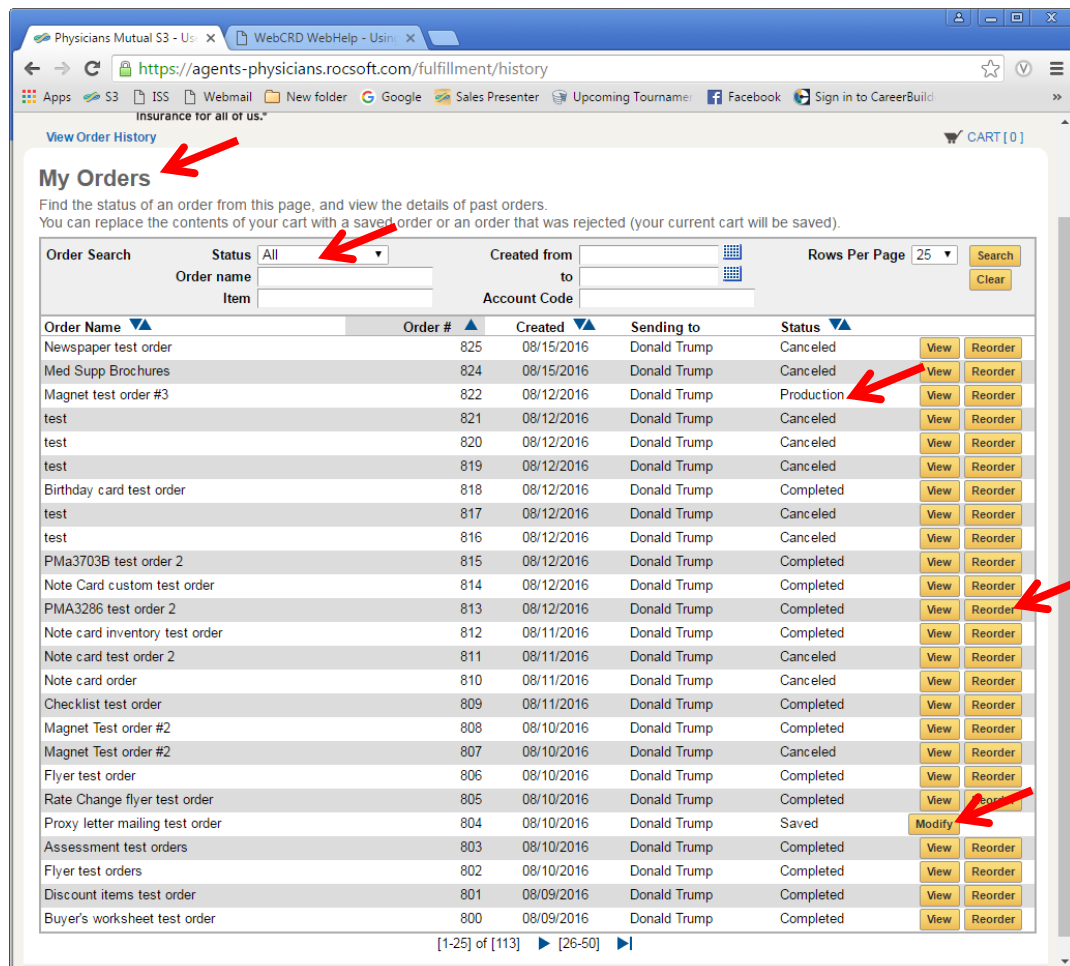 Physicians Mutual S3 - Us
WebCRD WebHelp - Usin
https://agents-physicians.rocsoft.com/fulfillment/history
Apps S3 ISS Webmail New folder Google Sales Presenter Upcoming Tournamen Facebook Sign in to CareerBuild »
Insurance for all of us.®
View Order History CART [ 0 ]
My Orders
Find the status of an order from this page, and view the details of past orders.
You can replace the contents of your cart with a saved order or an order that was rejected (your current cart will be saved).
Order Search Status All Created from Rows Per Page 25 Search
Order name to Clear
Item Account Code
Order Name Order # Created Sending to Status
Newspaper test order 825 08/15/2016 Donald Trump Canceled View Reorder
Med Supp Brochures 824 08/15/2016 Donald Trump Canceled View Reorder
Magnet test order #3 822 08/12/2016 Donald Trump Production View Reorder
test 821 08/12/2016 Donald Trump Canceled View Reorder
test 820 08/12/2016 Donald Trump Canceled View Reorder
test 819 08/12/2016 Donald Trump Canceled View Reorder
Birthday card test order 818 08/12/2016 Donald Trump Completed View Reorder
test 817 08/12/2016 Donald Trump Canceled View Reorder
test 816 08/12/2016 Donald Trump Canceled View Reorder
PMa3703B test order 2 815 08/12/2016 Donald Trump Completed View Reorder
Note Card custom test order 814 08/12/2016 Donald Trump Completed View Reorder
PMA3286 test order 2 813 08/12/2016 Donald Trump Completed View Reorder
Note card inventory test order 812 08/11/2016 Donald Trump Completed View Reorder
Note card test order 2 811 08/11/2016 Donald Trump Canceled View Reorder
Note card order 810 08/11/2016 Donald Trump Canceled View Reorder
Checklist test order 809 08/11/2016 Donald Trump Completed View Reorder
Magnet Test order #2 808 08/10/2016 Donald Trump Completed View Reorder
Magnet Test order #2 807 08/10/2016 Donald Trump Canceled View Reorder
Flyer test order 806 08/10/2016 Donald Trump Completed View Reorder
Rate Change flyer test order 805 08/10/2016 Donald Trump Completed View Reorder
Proxy letter mailing test order 804 08/10/2016 Donald Trump Saved Modify
Assessment test orders 803 08/10/2016 Donald Trump Completed View Reorder
Flyer test orders 802 08/10/2016 Donald Trump Completed View Reorder
Discount items test order 801 08/09/2016 Donald Trump Completed View Reorder
Buyer's worksheet test order 800 08/09/2016 Donald Trump Completed View Reorder
[1-25] of [113] [26-50]